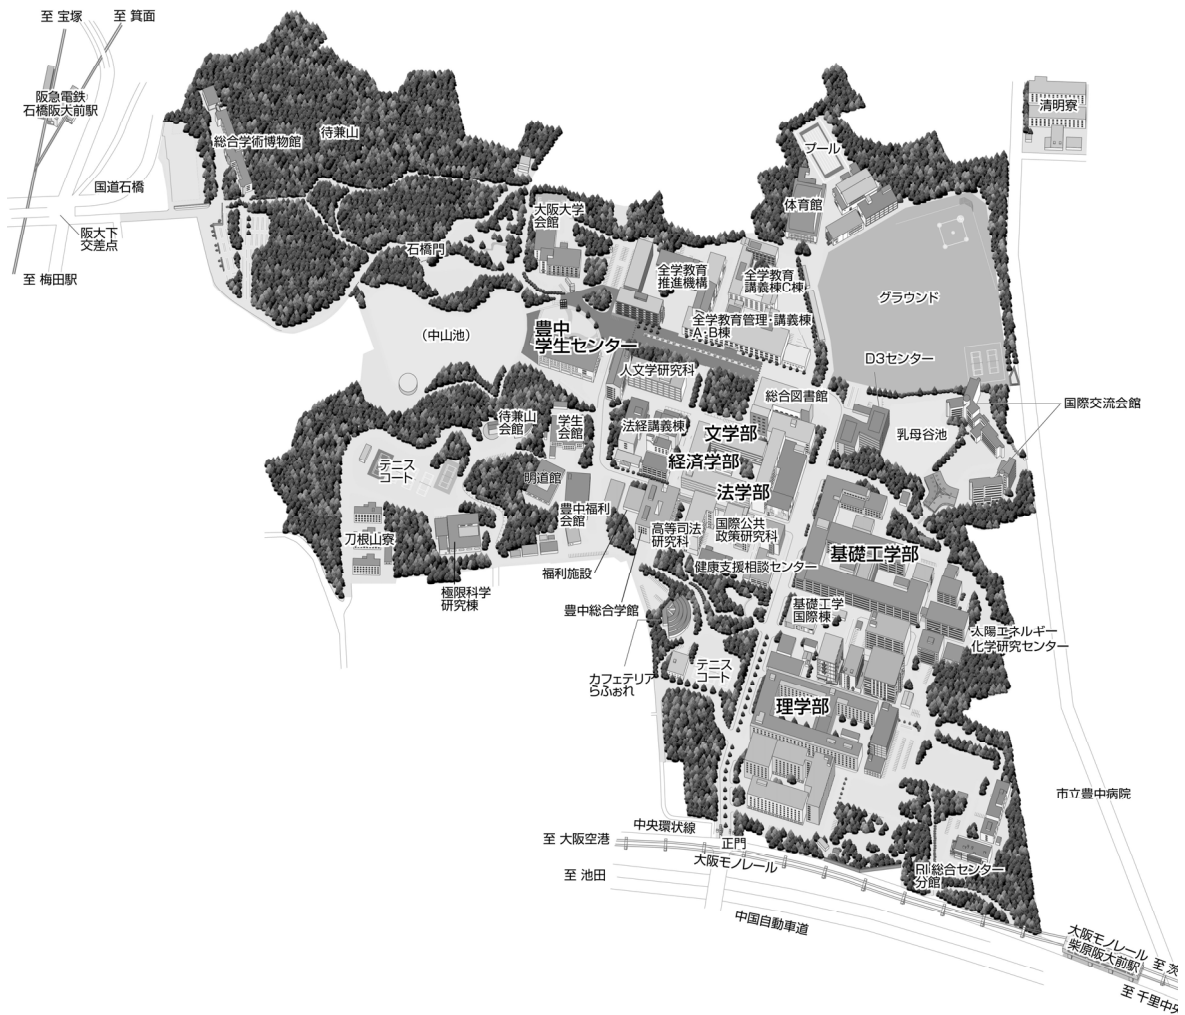 至 宝塚
至 箕面
阪急電鉄
石橋阪大前駅
国道石橋
阪大下
交差点
至 梅田駅
総合学術博物館
待兼山
石橋門
大阪大学
会館
プール
体育館
清明寮
全学教育
推進機構
全学教育
講義棟C棟
全学教育管理・講義棟
A・B棟
グラウンド
(中山池)
豊中
学生センター
人文学研究科
総合図書館
D3センター
国際交流会館
乳母谷池
待兼山
会館
学生
会館
法経講義棟
文学部
経済学部
法学部
テニス
コート
明道館
豊中福利
会館
刀根山寮
高等司法
研究科
国際公共
政策研究科
基礎工学部
健康支援相談センター
福利施設
極限科学
研究棟
豊中総合学館
基礎工学
国際棟
太陽エネルギー
化学研究センター
カフェテリア
らふぉれ
テニス
コート
理学部
市立豊中病院
中央環状線
正門
至 大阪空港
大阪モノレール
至 池田
RI総合センター
分館
中国自動車道
大阪モノレール
柴原阪大前駅
至 茨
至 千里中央